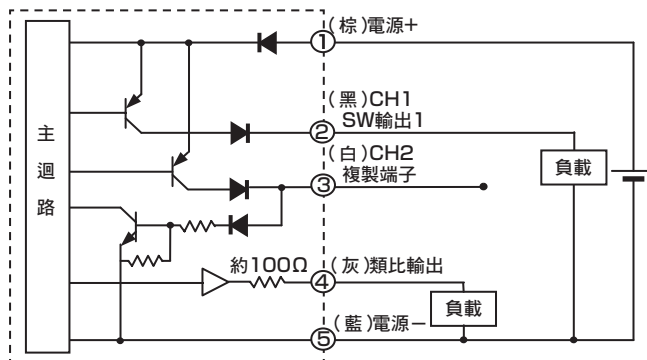 (棕)電源+
①
(黑)CH1
SW輸出1
②
(白)CH2
複製端子
③
主迴路
負載
約100Ω
④
(灰)類比輸出
負載
(藍)電源−
⑤